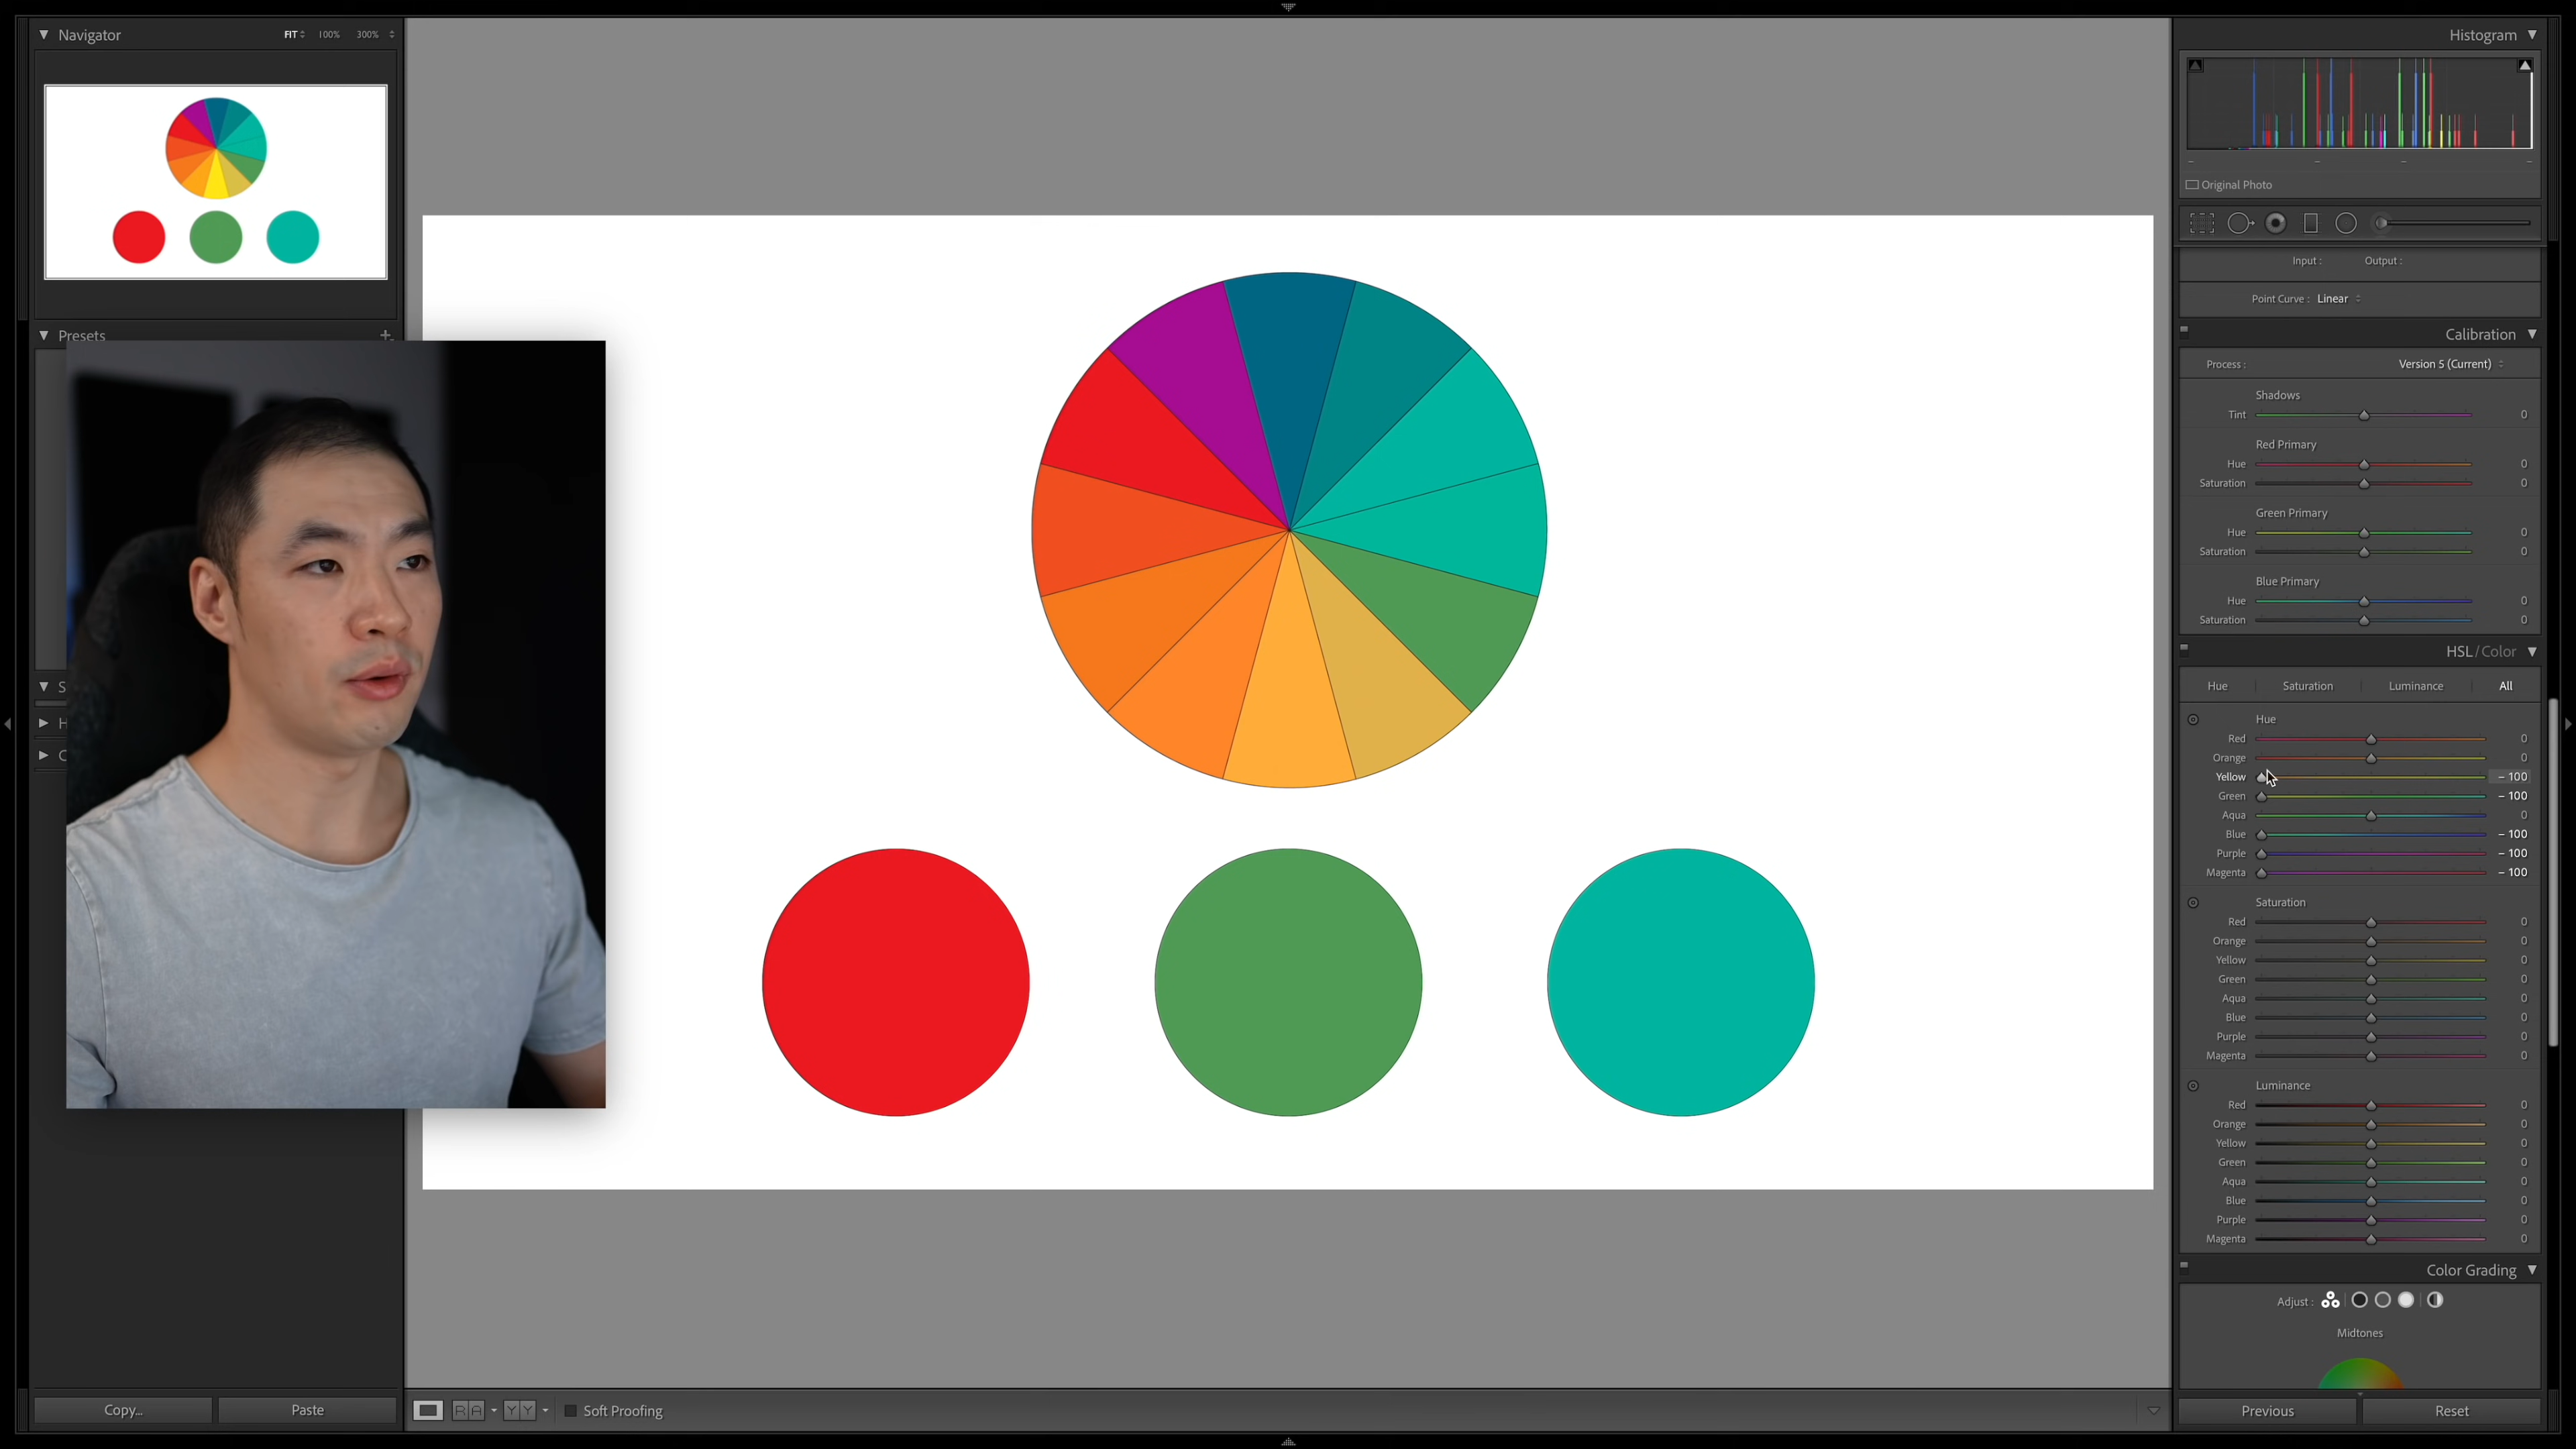 Navigator FIT 100% 300%
Presets +
S
H
C
Copy... Paste
R A Y Y Soft Proofing
Histogram
Original Photo
Input : Output :
Point Curve : Linear
Calibration
Process : Version 5 (Current)
Shadows
Tint 0
Red Primary
Hue 0
Saturation 0
Green Primary
Hue 0
Saturation 0
Blue Primary
Hue 0
Saturation 0
HSL / Color
Hue Saturation Luminance All
Hue
Red 0
Orange 0
Yellow – 100
Green – 100
Aqua 0
Blue – 100
Purple – 100
Magenta – 100
Saturation
Red 0
Orange 0
Yellow 0
Green 0
Aqua 0
Blue 0
Purple 0
Magenta 0
Luminance
Red 0
Orange 0
Yellow 0
Green 0
Aqua 0
Blue 0
Purple 0
Magenta 0
Color Grading
Adjust :
Midtones
Previous Reset